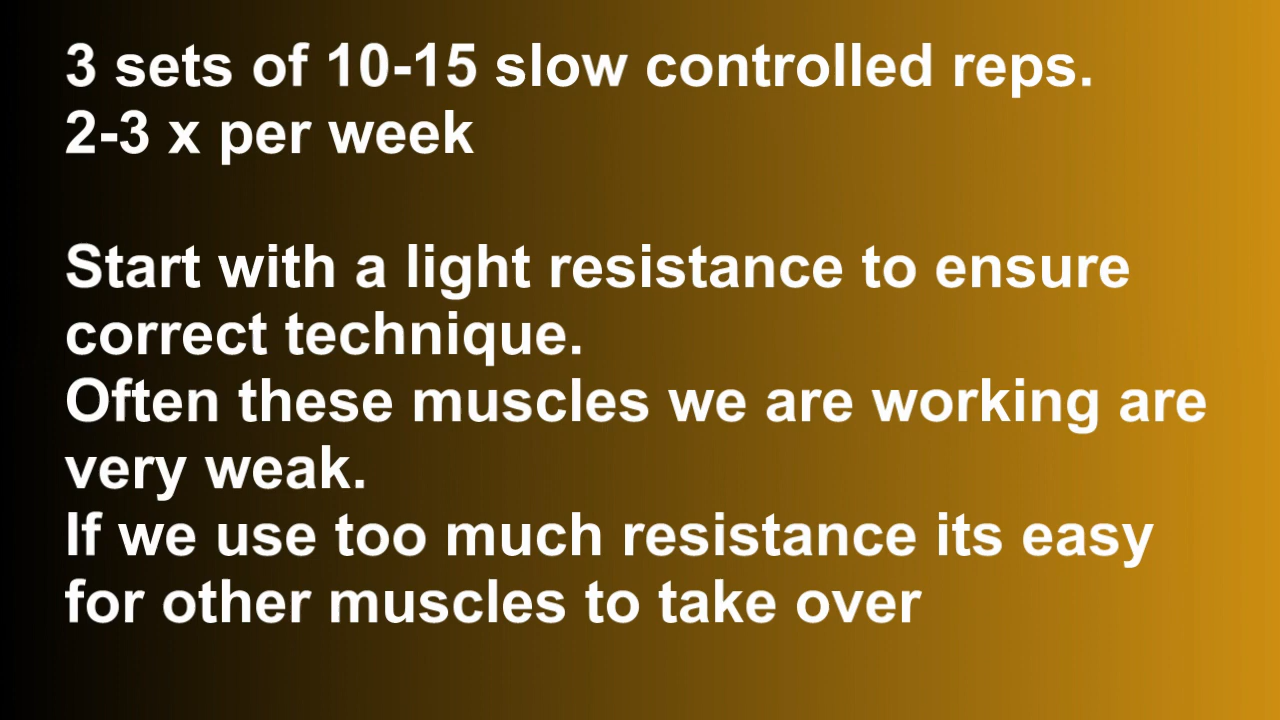 3 sets of 10-15 slow controlled reps.
2-3 x per week
Start with a light resistance to ensure
correct technique.
Often these muscles we are working are
very weak.
If we use too much resistance its easy
for other muscles to take over